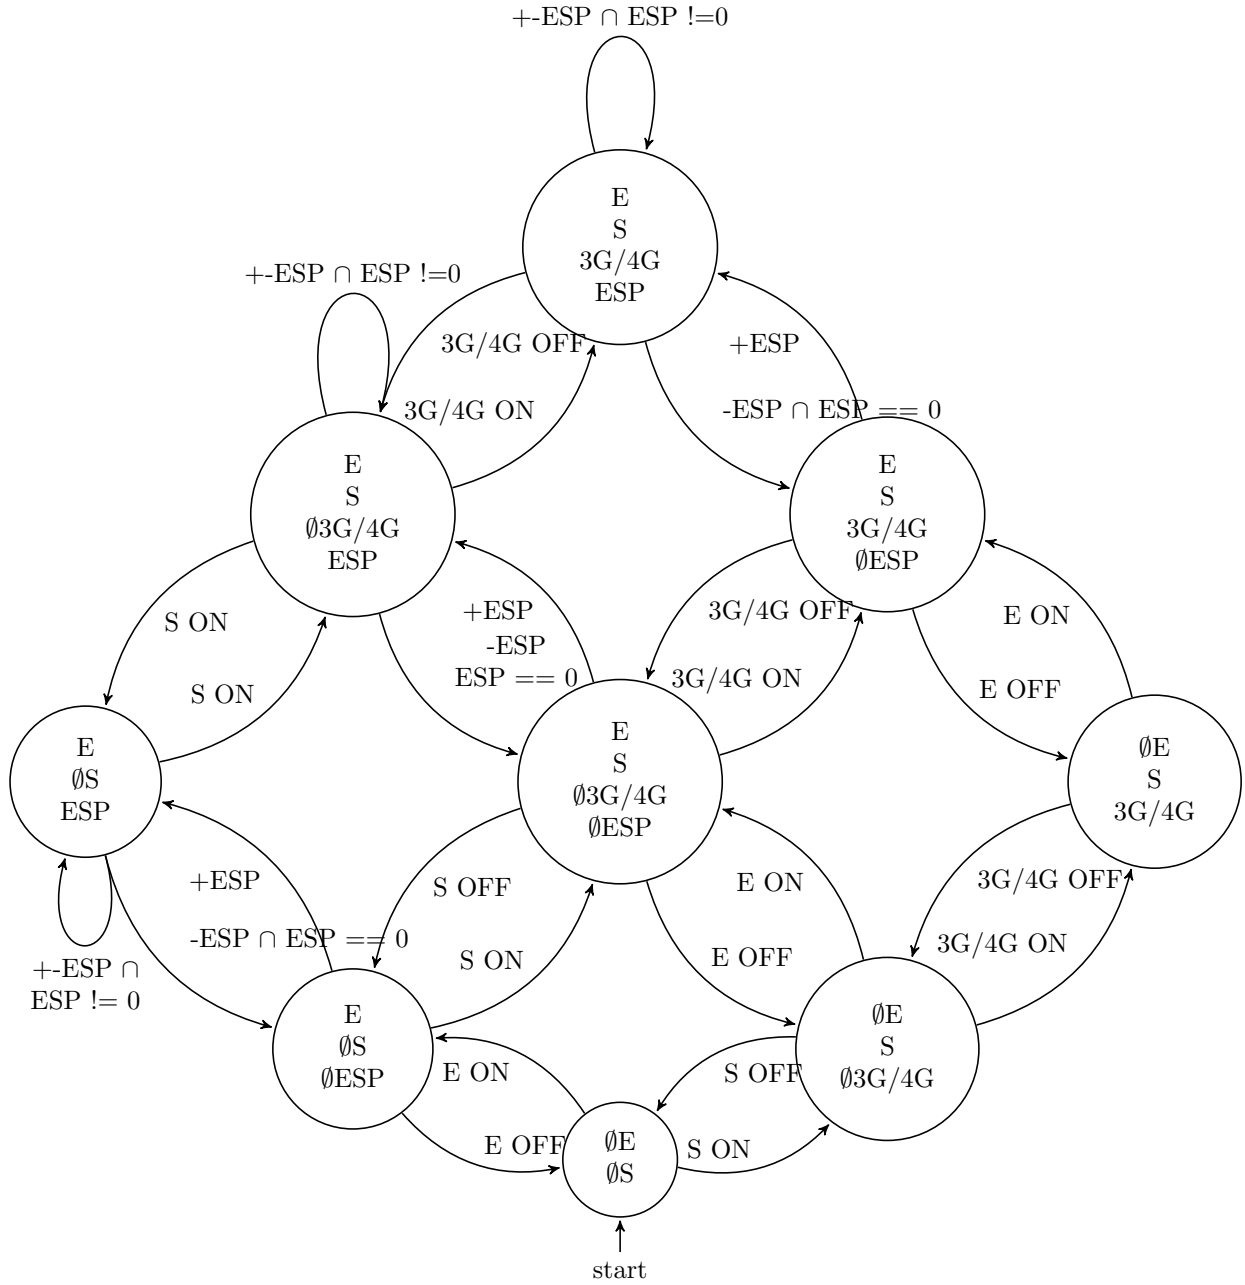 +-ESP ∩ ESP !=0
E
S
3G/4G
ESP
+-ESP ∩ ESP !=0
3G/4G OFF
+ESP
3G/4G ON
-ESP ∩ ESP == 0
E
S
∅3G/4G
ESP
E
S
3G/4G
∅ESP
S ON
+ESP
-ESP
ESP == 0
3G/4G OFF
E ON
S ON
3G/4G ON
E OFF
E
∅S
ESP
E
S
∅3G/4G
∅ESP
∅E
S
3G/4G
+ESP
S OFF
E ON
3G/4G OFF
-ESP ∩ ESP == 0
S ON
E OFF
3G/4G ON
+-ESP ∩
ESP != 0
E
∅S
∅ESP
∅E
S
∅3G/4G
E ON
S OFF
E OFF
S ON
∅E
∅S
start